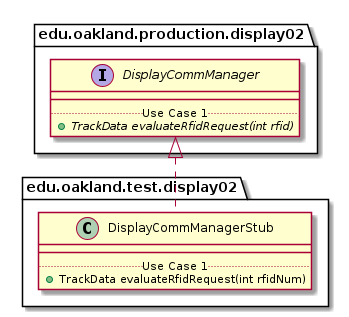 edu.oakland.production.display02
I DisplayCommManager
Use Case 1
TrackData evaluateRfidRequest(int rfid)
edu.oakland.test.display02
C DisplayCommManagerStub
Use Case 1
TrackData evaluateRfidRequest(int rfidNum)